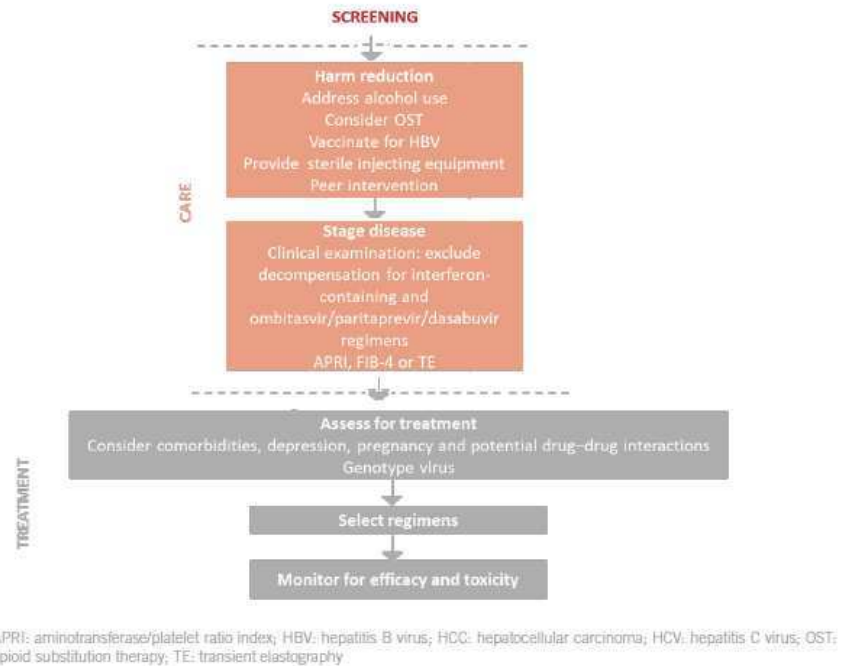 SCREENING
Harm reduction
Address alcohol use
Consider OST
Vaccinate for HBV
Provide sterile injecting equipment
Peer intervention
CARE
Stage disease
Clinical examination: exclude
decompensation for interferon-
containing and
ombitasvir/paritaprevir/dasabuvir
regimens
APRI, FIB-4 or TE
Assess for treatment
Consider comorbidities, depression, pregnancy and potential drug–drug interactions
Genotype virus
TREATMENT
Select regimens
Monitor for efficacy and toxicity
APRI: aminotransferase/platelet ratio index; HBV: hepatitis B virus; HCC: hepatocellular carcinoma; HCV: hepatitis C virus; OST:
pioid substitution therapy; TE: transient elastography